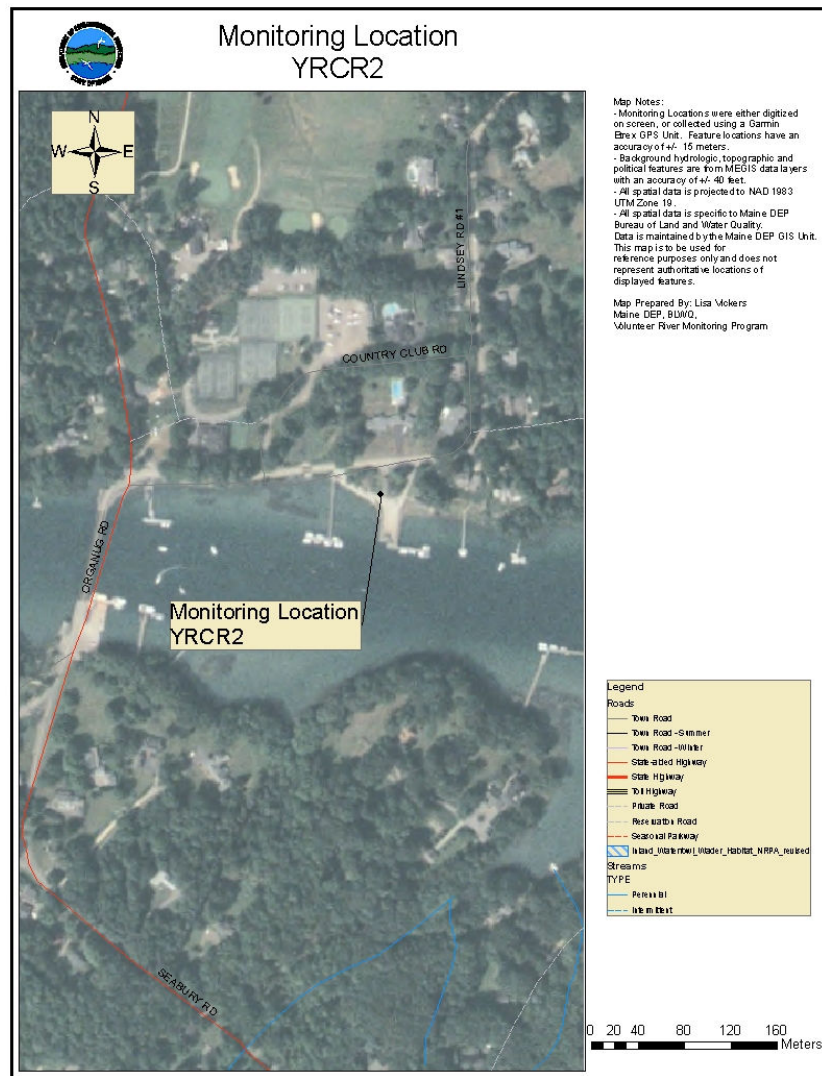 Monitoring Location
YRCR2
N
W E
S
LINDSEY RD #1
COUNTRY CLUB RD
ORGANUG RD
Monitoring Location
YRCR2
SEABURY RD
Map Notes:
- Monitoring Locations were either digitized
on screen, or collected using a Garmin
Etrex GPS Unit. Feature locations have an
accuracy of +/- 15 meters.
- Background hydrologic, topographic and
political features are from MEGIS data layers
with an accuracy of +/- 40 feet.
- All spatial data is projected to NAD 1983
UTM Zone 19.
- All spatial data is specific to Maine DEP
Bureau of Land and Water Quality.
Data is maintained by the Maine DEP GIS Unit.
This map is to be used for
reference purposes only and does not
represent authoritative locations of
displayed features.
Map Prepared By: Lisa Vickers
Maine DEP, BLWQ,
Volunteer River Monitoring Program
Legend
Roads
Town Road
Town Road - Summer
Town Road - Winter
State-aided Highway
State Highway
Toll Highway
Private Road
Reservation Road
Seasonal Parkway
Inland_Waterfowl_Wader_Habitat_NRPA_revised
Streams
TYPE
Perennial
Intermittent
0 20 40 80 120 160
Meters